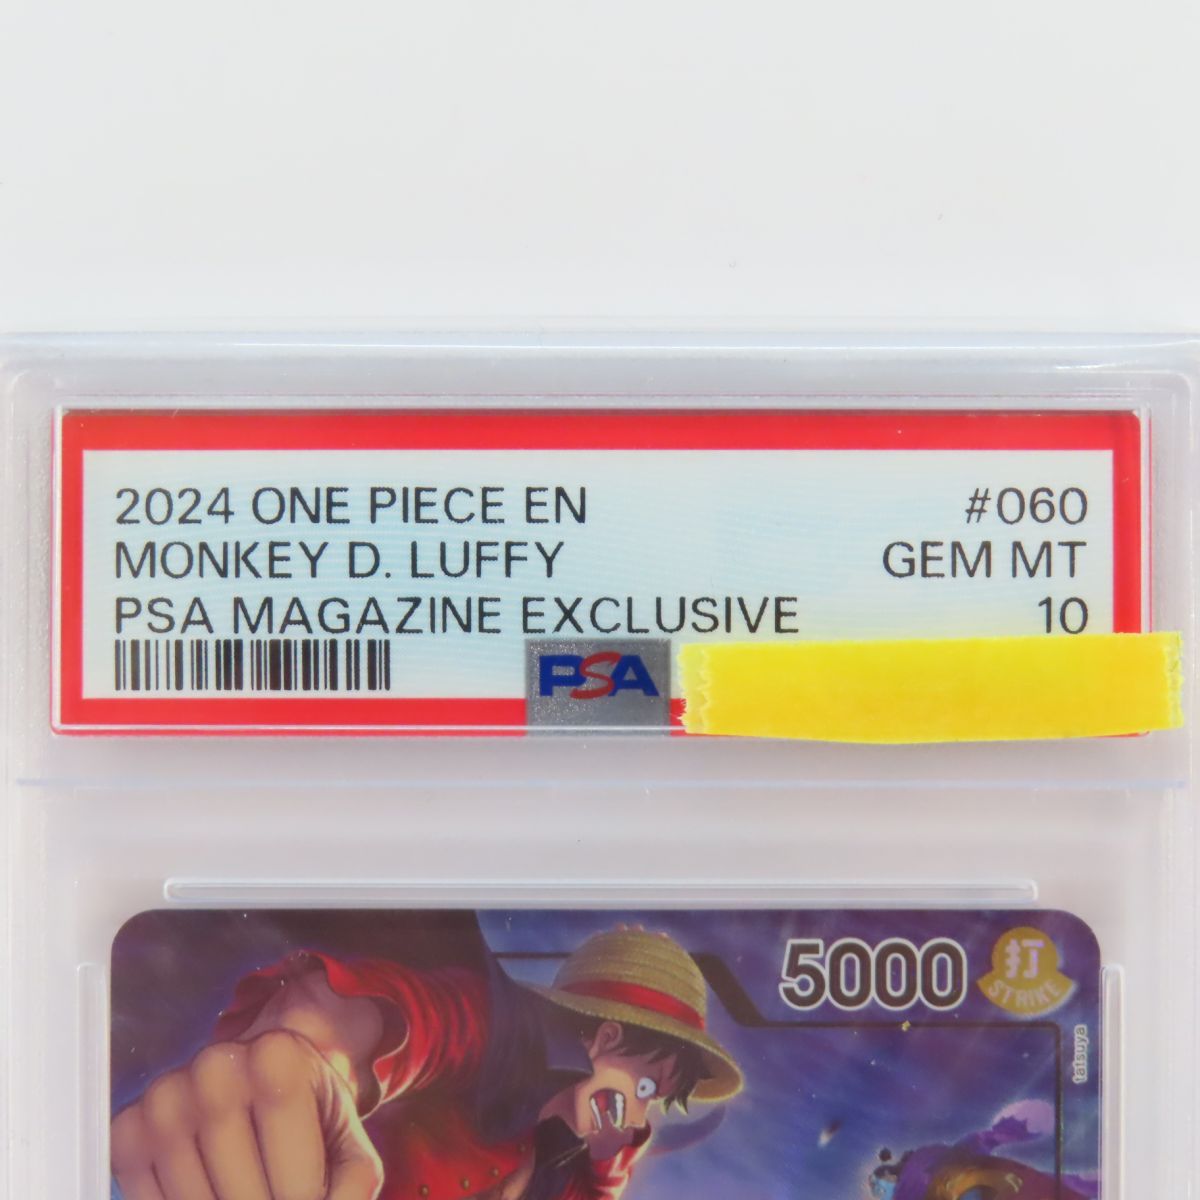 2024 ONE PIECE EN #060
MONKEY D. LUFFY GEM MT
PSA MAGAZINE EXCLUSIVE 10
PSA
5000
打
STRIKE
tatsuya